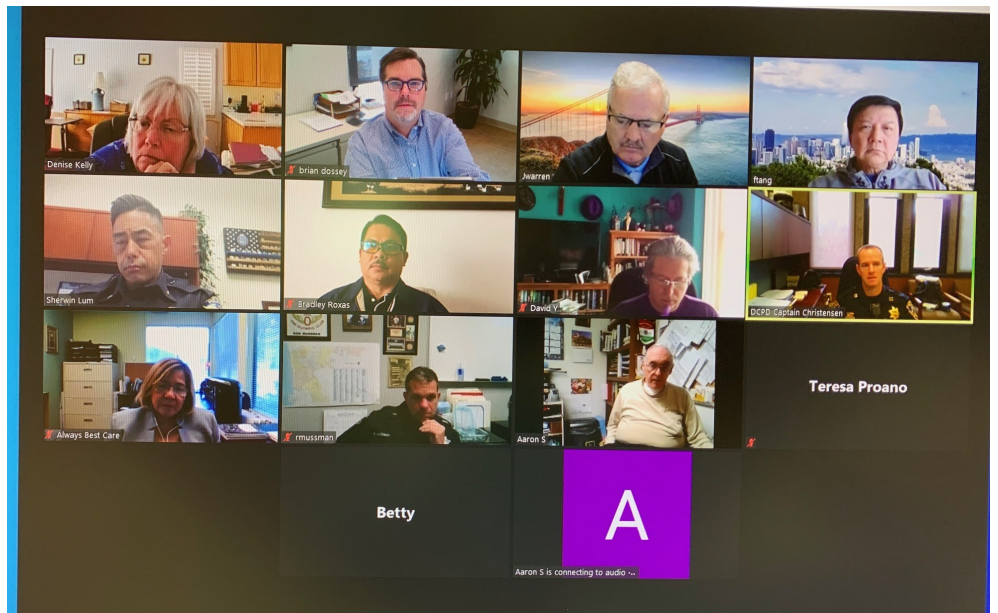 Denise Kelly
brian dossey
Jwarren
ftang
Sherwin Lum
Bradley Roxas
David Y
DCPD Captain Christensen
Always Best Care
rmussman
Aaron S
Teresa Proano
Betty
A
Aaron S is connecting to audio ·-·